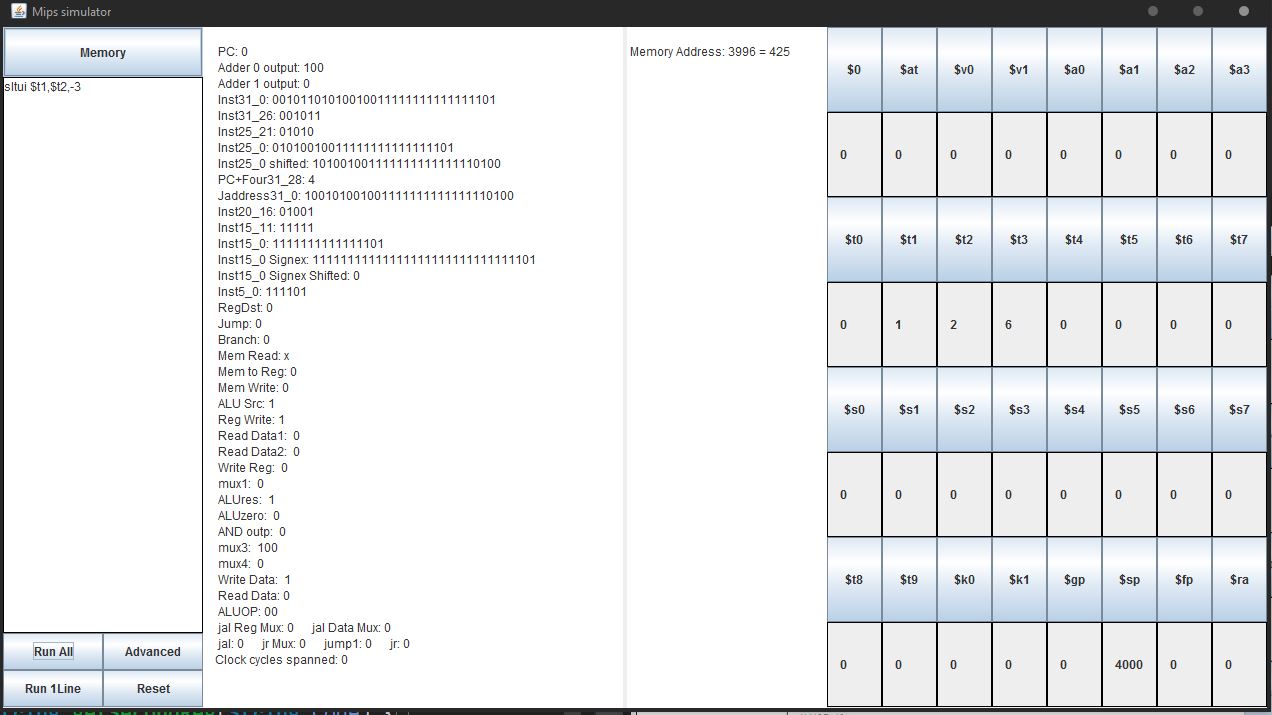 Mips simulator
Memory
sltui $t1,$t2,-3
Run All
Advanced
Run 1Line
Reset
PC: 0
Adder 0 output: 100
Adder 1 output: 0
Inst31_0: 00101101010010011111111111111101
Inst31_26: 001011
Inst25_21: 01010
Inst25_0: 01010010011111111111111101
Inst25_0 shifted: 101001001111111111111110100
PC+Four31_28: 4
Jaddress31_0: 100101001001111111111111110100
Inst20_16: 01001
Inst15_11: 11111
Inst15_0: 1111111111111101
Inst15_0 Signex: 11111111111111111111111111111101
Inst15_0 Signex Shifted: 0
Inst5_0: 111101
RegDst: 0
Jump: 0
Branch: 0
Mem Read: x
Mem to Reg: 0
Mem Write: 0
ALU Src: 1
Reg Write: 1
Read Data1: 0
Read Data2: 0
Write Reg: 0
mux1: 0
ALUres: 1
ALUzero: 0
AND outp: 0
mux3: 100
mux4: 0
Write Data: 1
Read Data: 0
ALUOP: 00
jal Reg Mux: 0 jal Data Mux: 0
jal: 0 jr Mux: 0 jump1: 0 jr: 0
Clock cycles spanned: 0
Memory Address: 3996 = 425
$0 $at $v0 $v1 $a0 $a1 $a2 $a3
0 0 0 0 0 0 0 0
$t0 $t1 $t2 $t3 $t4 $t5 $t6 $t7
0 1 2 6 0 0 0 0
$s0 $s1 $s2 $s3 $s4 $s5 $s6 $s7
0 0 0 0 0 0 0 0
$t8 $t9 $k0 $k1 $gp $sp $fp $ra
0 0 0 0 0 4000 0 0